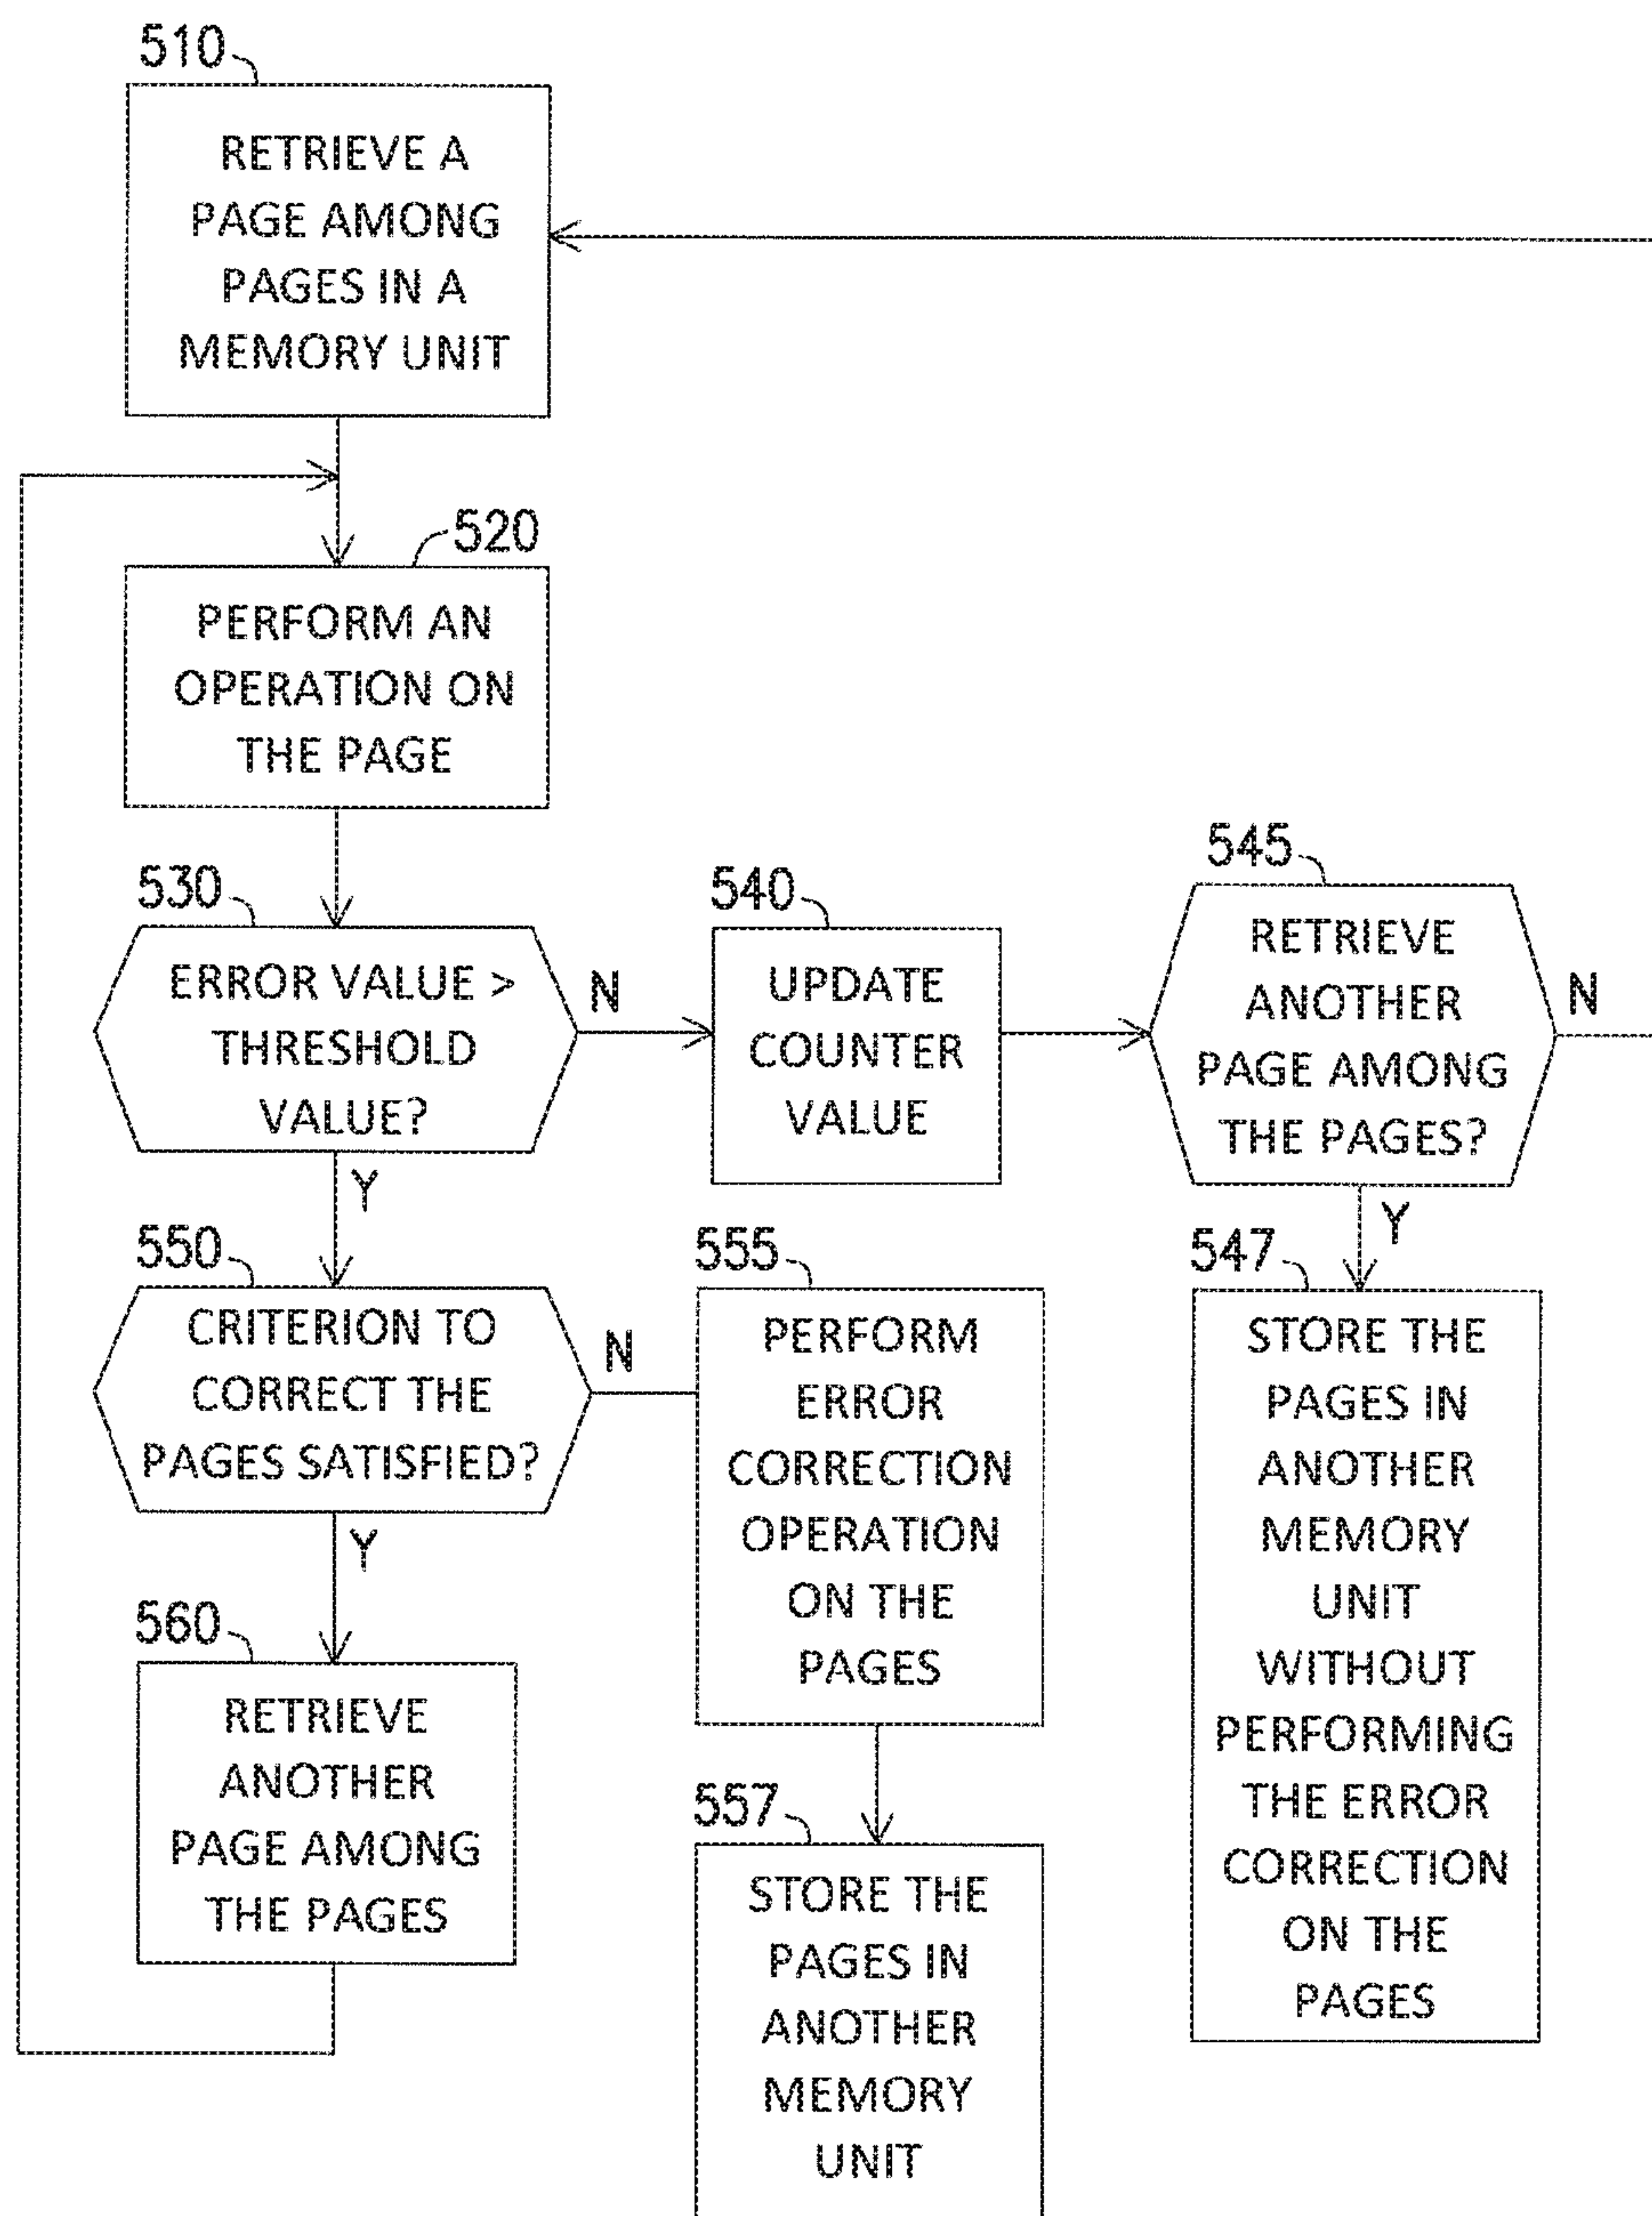 510
RETRIEVE A
PAGE AMONG
PAGES IN A
MEMORY UNIT
520
PERFORM AN
OPERATION ON
THE PAGE
530
ERROR VALUE >
THRESHOLD
VALUE?
N
Y
540
UPDATE
COUNTER
VALUE
545
RETRIEVE
ANOTHER
PAGE AMONG
THE PAGES?
N
Y
547
STORE THE
PAGES IN
ANOTHER
MEMORY
UNIT
WITHOUT
PERFORMING
THE ERROR
CORRECTION
ON THE
PAGES
550
CRITERION TO
CORRECT THE
PAGES SATISFIED?
N
Y
555
PERFORM
ERROR
CORRECTION
OPERATION
ON THE
PAGES
557
STORE THE
PAGES IN
ANOTHER
MEMORY
UNIT
560
RETRIEVE
ANOTHER
PAGE AMONG
THE PAGES